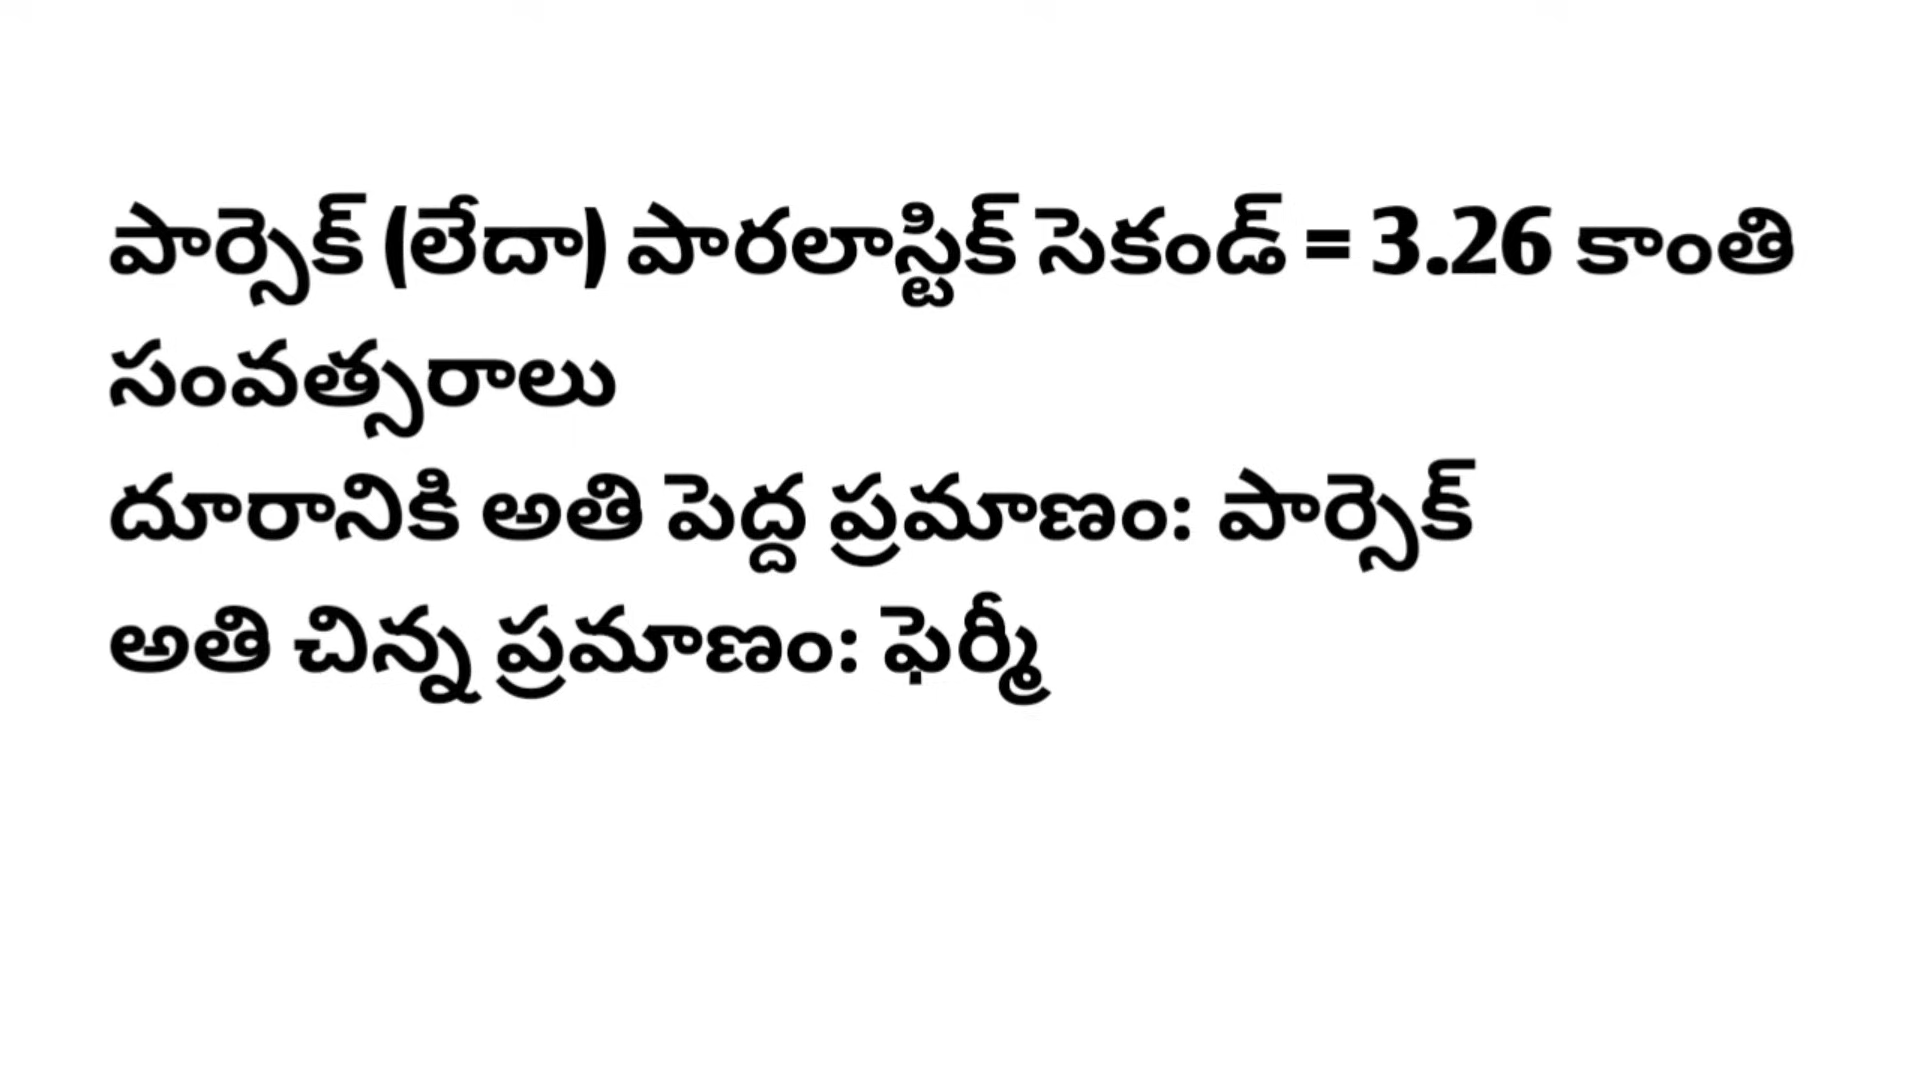 పార్సెక్ (లేదా) పారలాస్టిక్ సెకండ్ = 3.26 కాంతి
సంవత్సరాలు
దూరానికి అతి పెద్ద ప్రమాణం: పార్సెక్
అతి చిన్న ప్రమాణం: ఫెర్మీ